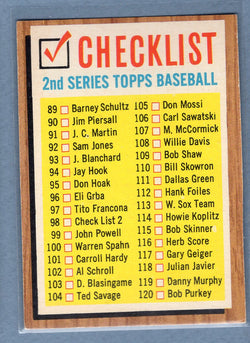 CHECKLIST
2nd SERIES TOPPS BASEBALL
89 Barney Schultz
90 Jim Piersall
91 J. C. Martin
92 Sam Jones
93 J. Blanchard
94 Jay Hook
95 Don Hoak
96 Eli Grba
97 Tito Francona
98 Check List 2
99 John Powell
100 Warren Spahn
101 Carroll Hardy
102 Al Schroll
103 D. Blasingame
104 Ted Savage
105 Don Mossi
106 Carl Sawatski
107 M. McCormick
108 Willie Davis
109 Bob Shaw
110 Bill Skowron
111 Dallas Green
112 Hank Foiles
113 W. Sox Team
114 Howie Koplitz
115 Bob Skinner
116 Herb Score
117 Gary Geiger
118 Julian Javier
119 Danny Murphy
120 Bob Purkey